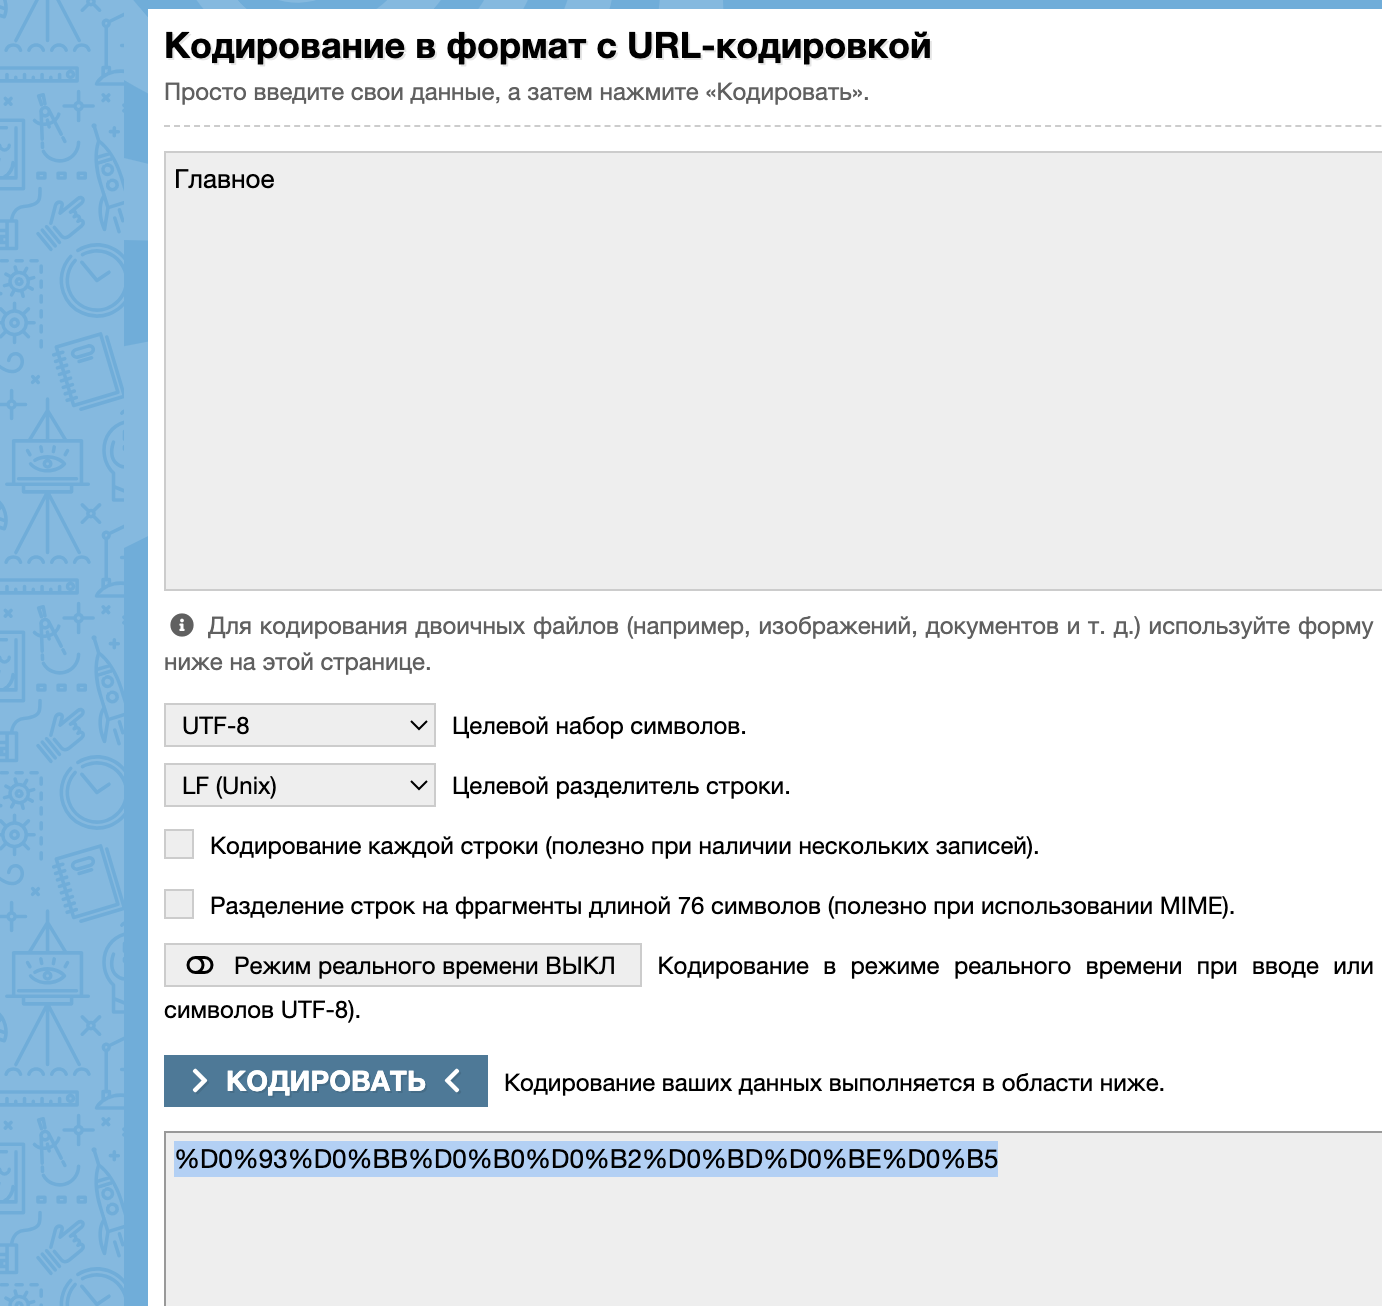 Кодирование в формат с URL-кодировкой
Просто введите свои данные, а затем нажмите «Кодировать».
Главное
Для кодирования двоичных файлов (например, изображений, документов и т. д.) используйте форму
ниже на этой странице.
UTF-8 Целевой набор символов.
LF (Unix) Целевой разделитель строки.
Кодирование каждой строки (полезно при наличии нескольких записей).
Разделение строк на фрагменты длиной 76 символов (полезно при использовании MIME).
Режим реального времени ВЫКЛ Кодирование в режиме реального времени при вводе или
символов UTF-8).
> КОДИРОВАТЬ < Кодирование ваших данных выполняется в области ниже.
%D0%93%D0%BB%D0%B0%D0%B2%D0%BD%D0%BE%D0%B5